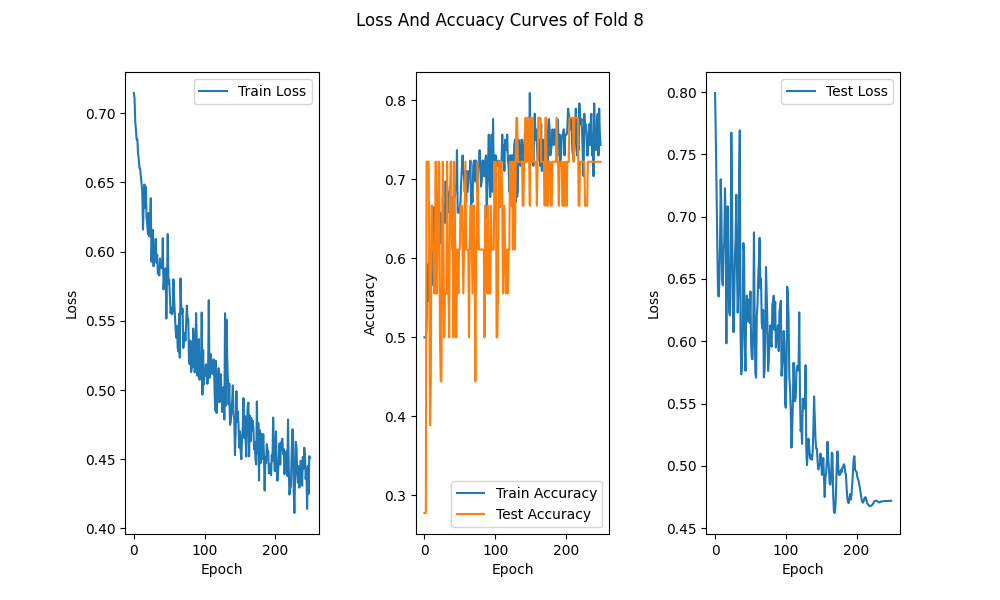 Loss And Accuacy Curves of Fold 8
Train Loss
0.70
0.65
0.60
0.55
0.50
0.45
0.40
Loss
0
100
200
Epoch
0.8
0.7
0.6
0.5
0.4
0.3
Accuracy
Train Accuracy
Test Accuracy
0
100
200
Epoch
Test Loss
0.80
0.75
0.70
0.65
0.60
0.55
0.50
0.45
Loss
0
100
200
Epoch